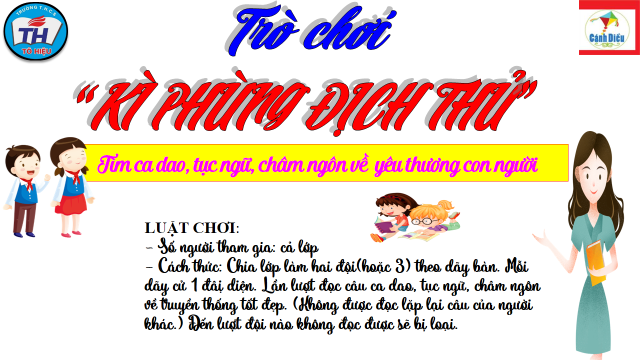 TRƯỜNG T.H.C.S
TH
TÔ HIỆU
Cánh Diều
Trò chơi
“KÌ PHÙNG ĐỊCH THỦ”
Tìm ca dao, tục ngữ, châm ngôn về yêu thương con người
LUẬT CHƠI:
- Số người tham gia: cả lớp
- Cách thức: Chia lớp làm hai đội(hoặc 3) theo dãy bàn. Mỗi
dãy cử 1 đại diện. Lần lượt đọc câu ca dao, tục ngữ, châm ngôn
về truyền thống tốt đẹp. (Không được đọc lặp lại câu của người
khác.) Đến lượt đội nào không đọc được sẽ bị loại.